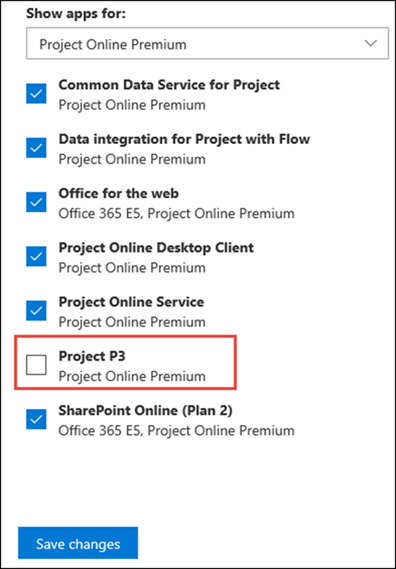 Show apps for:
Project Online Premium
Common Data Service for Project
Project Online Premium
Data integration for Project with Flow
Project Online Premium
Office for the web
Office 365 E5, Project Online Premium
Project Online Desktop Client
Project Online Premium
Project Online Service
Project Online Premium
Project P3
Project Online Premium
SharePoint Online (Plan 2)
Office 365 E5, Project Online Premium
Save changes